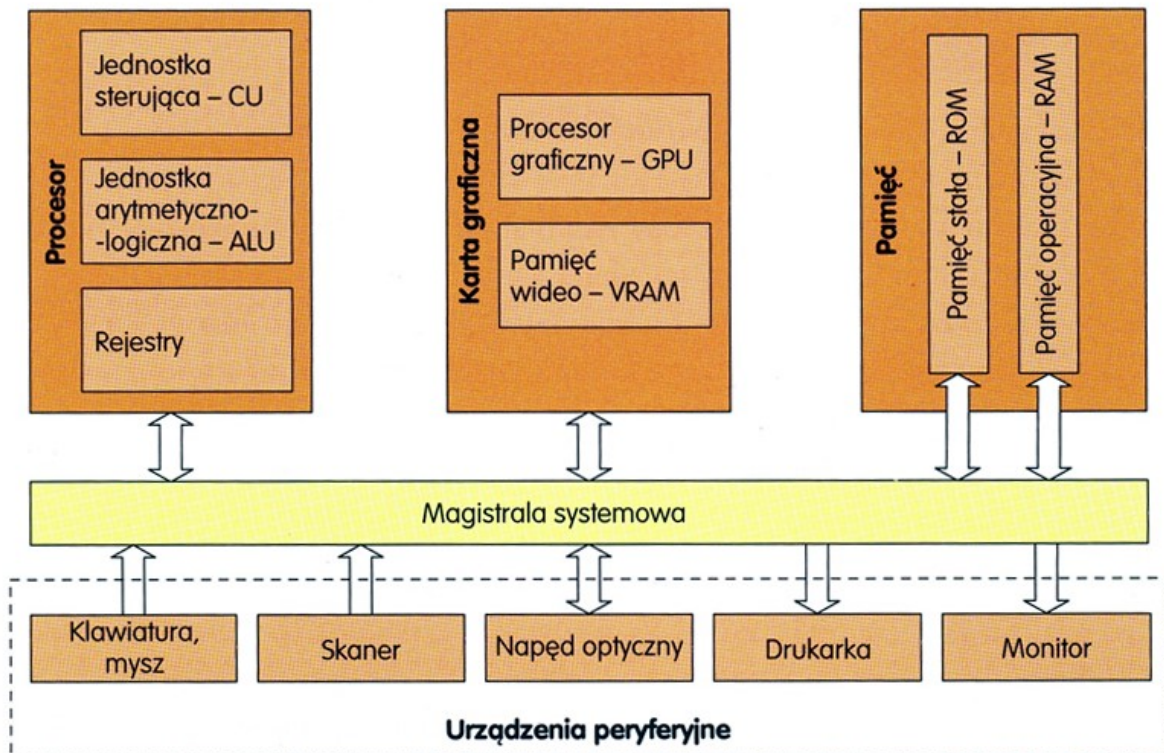 Procesor
Jednostka
sterująca – CU
Jednostka
arytmetyczno-
-logiczna – ALU
Rejestry
Karta graficzna
Procesor
graficzny – GPU
Pamięć
wideo – VRAM
Pamięć
Pamięć stała – ROM
Pamięć operacyjna – RAM
Magistrala systemowa
Klawiatura,
mysz
Skaner
Napęd optyczny
Drukarka
Monitor
Urządzenia peryferyjne